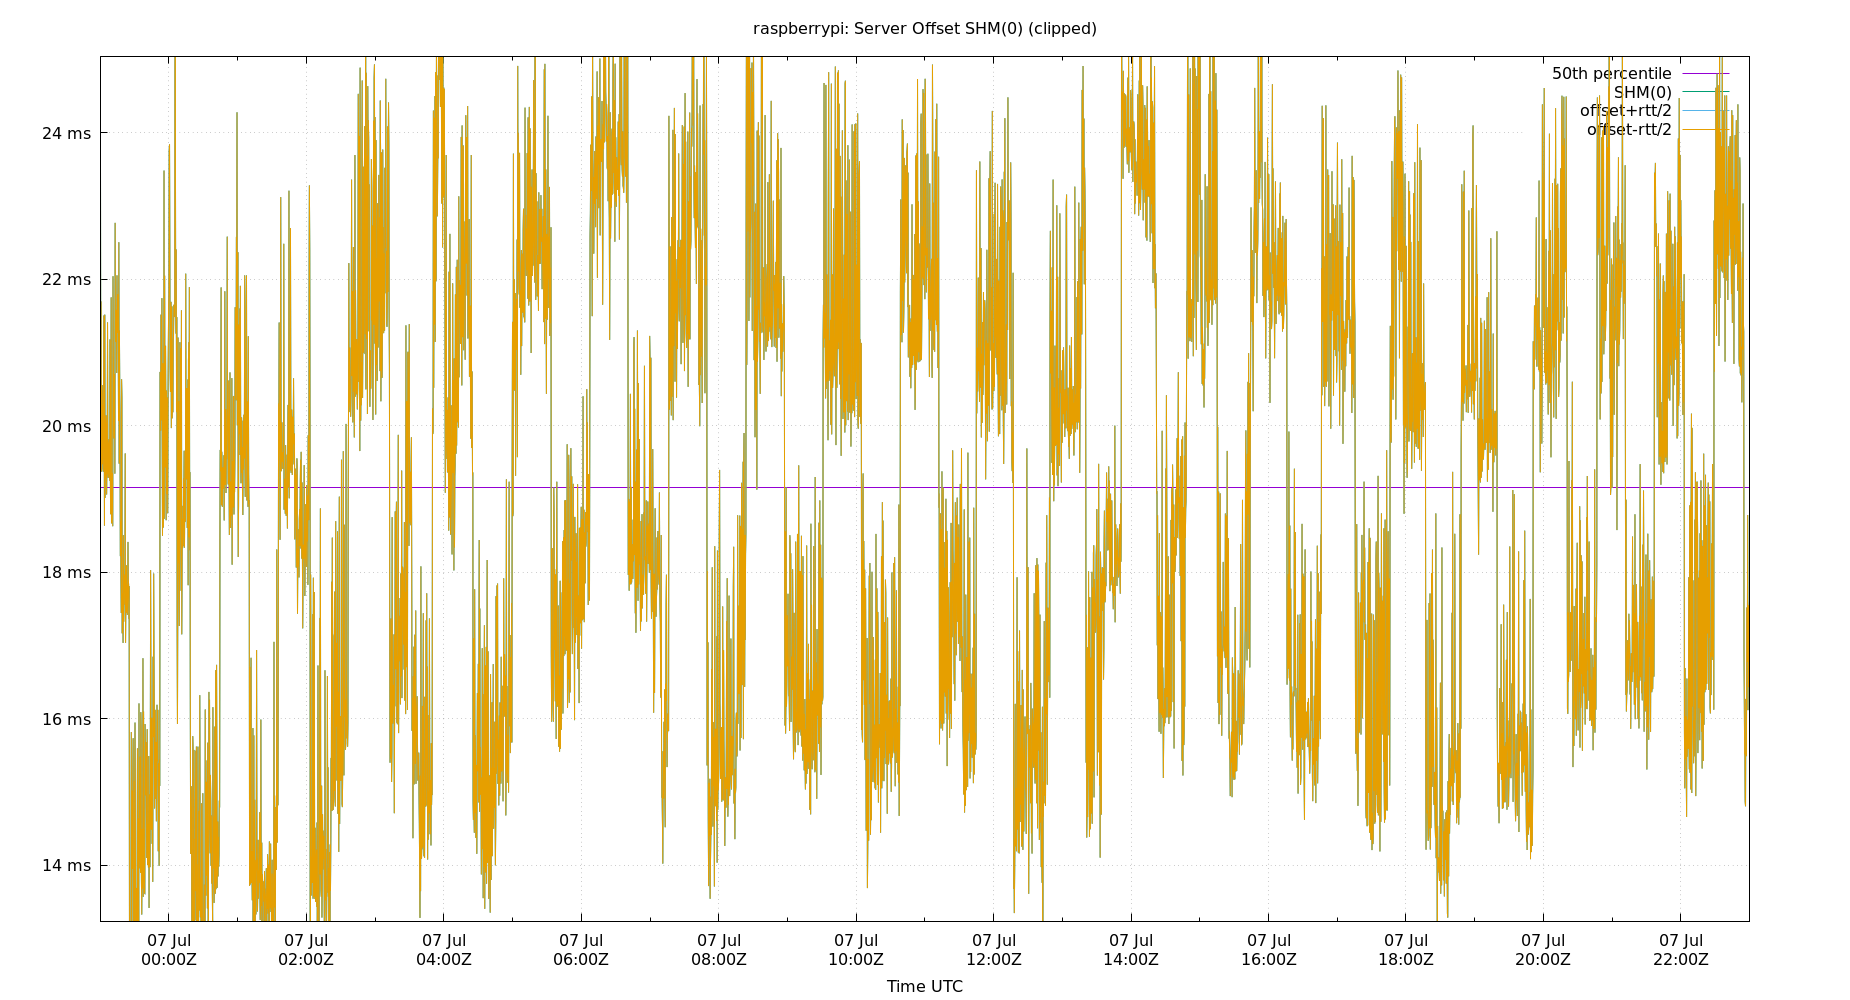 raspberrypi: Server Offset SHM(0) (clipped)
50th percentile
SHM(0)
offset+rtt/2
offset-rtt/2
24 ms
22 ms
20 ms
18 ms
16 ms
14 ms
07 Jul 07 Jul 07 Jul 07 Jul 07 Jul 07 Jul 07 Jul 07 Jul 07 Jul 07 Jul 07 Jul 07 Jul
00:00Z 02:00Z 04:00Z 06:00Z 08:00Z 10:00Z 12:00Z 14:00Z 16:00Z 18:00Z 20:00Z 22:00Z
Time UTC